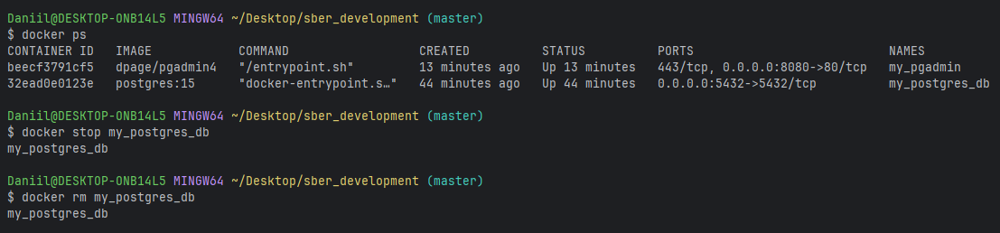 Daniil@DESKTOP-ONB14L5 MINGW64 ~/Desktop/sber_development (master)
$ docker ps
CONTAINER ID   IMAGE            COMMAND                  CREATED          STATUS          PORTS                           NAMES
beecf3791cf5   dpage/pgadmin4   "/entrypoint.sh"         13 minutes ago   Up 13 minutes   443/tcp, 0.0.0.0:8080->80/tcp   my_pgadmin
32ead0e0123e   postgres:15      "docker-entrypoint.s…"   44 minutes ago   Up 44 minutes   0.0.0.0:5432->5432/tcp          my_postgres_db
Daniil@DESKTOP-ONB14L5 MINGW64 ~/Desktop/sber_development (master)
$ docker stop my_postgres_db
my_postgres_db
Daniil@DESKTOP-ONB14L5 MINGW64 ~/Desktop/sber_development (master)
$ docker rm my_postgres_db
my_postgres_db